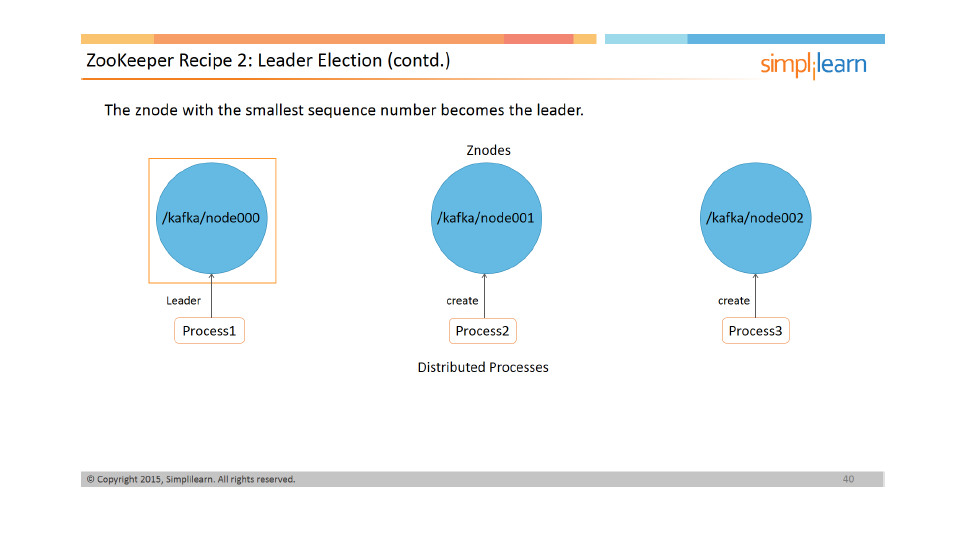 ZooKeeper Recipe 2: Leader Election (contd.)
simplilearn
The znode with the smallest sequence number becomes the leader.
Znodes
/kafka/node000
/kafka/node001
/kafka/node002
Leader
create
create
Process1
Process2
Process3
Distributed Processes
© Copyright 2015, Simplilearn. All rights reserved.
40